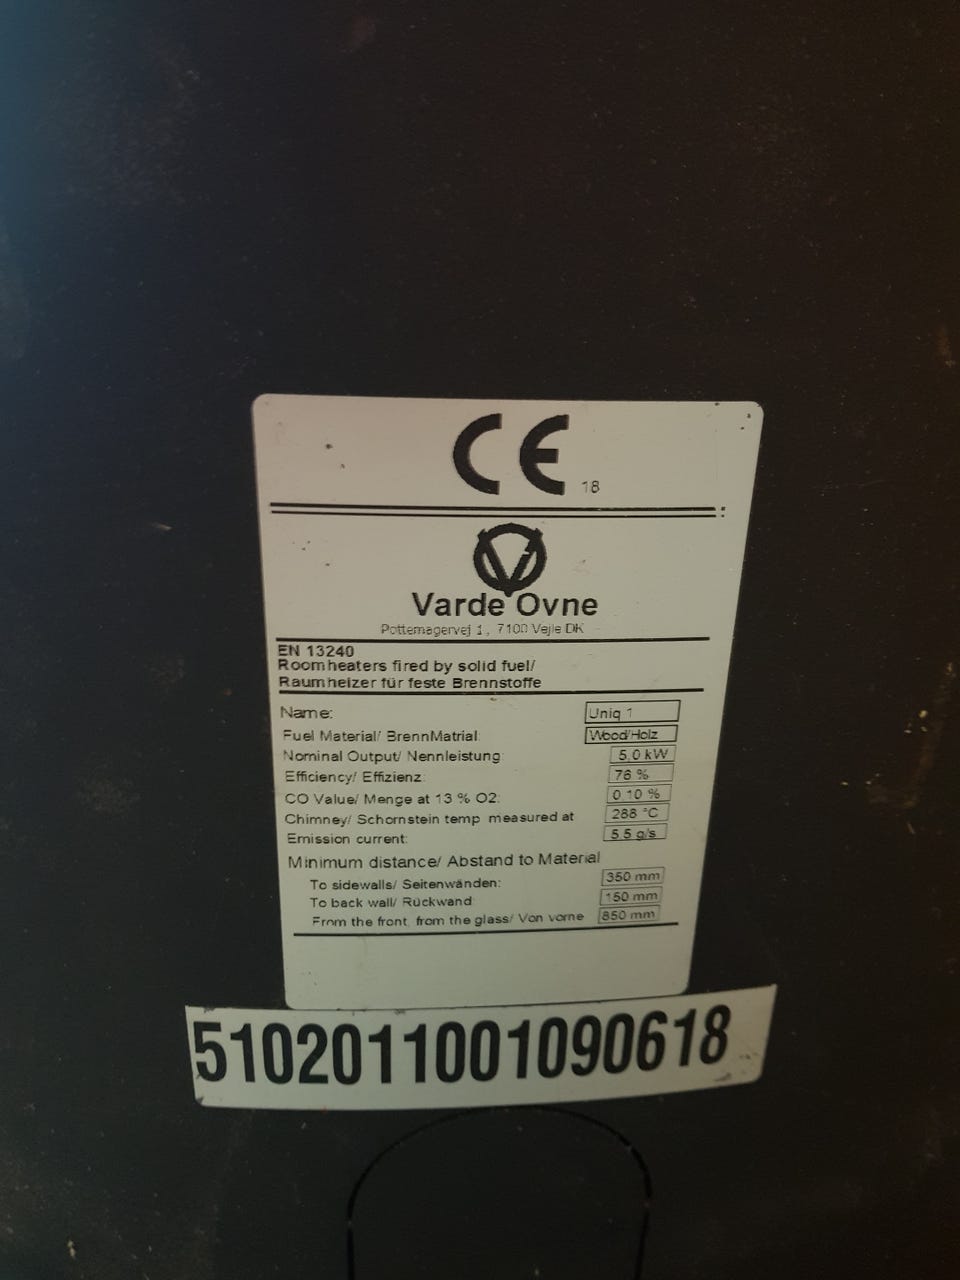 CE 18
Varde Ovne
Pottemagervej 1, 7100 Vejle DK
EN 13240
Roomheaters fired by solid fuel/
Raumheizer für feste Brennstoffe
Name: Uniq 1
Fuel Material/ BrennMatrial: Wood/Holz
Nominal Output/ Nennleistung: 5.0 kW
Efficiency/ Effizienz: 76 %
CO Value/ Menge at 13 % O2: 0.10 %
Chimney/ Schornstein temp measured at 288 °C
Emission current: 5.5 g/s
Minimum distance/ Abstand to Material
To sidewalls/ Seitenwänden: 350 mm
To back wall/ Rückwand 150 mm
From the front, from the glass/ Von vorne 850 mm
5102011001090618